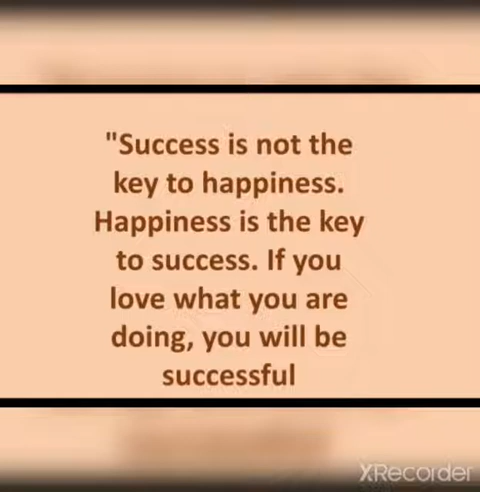 "Success is not the
key to happiness.
Happiness is the key
to success. If you
love what you are
doing, you will be
successful
XRecorder